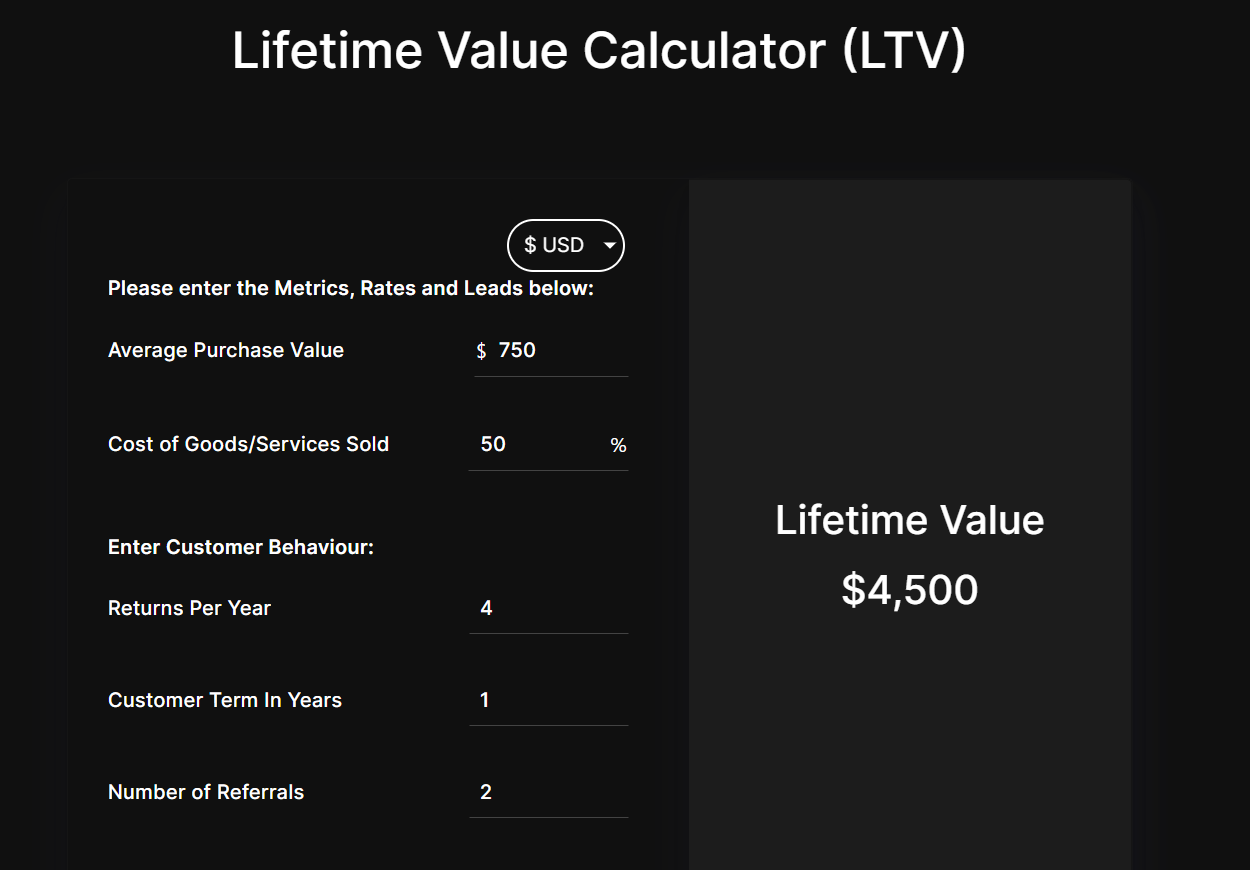 Lifetime Value Calculator (LTV)
$ USD
Please enter the Metrics, Rates and Leads below:
Average Purchase Value $ 750
Cost of Goods/Services Sold 50 %
Enter Customer Behaviour:
Returns Per Year 4
Customer Term In Years 1
Number of Referrals 2
Lifetime Value
$4,500